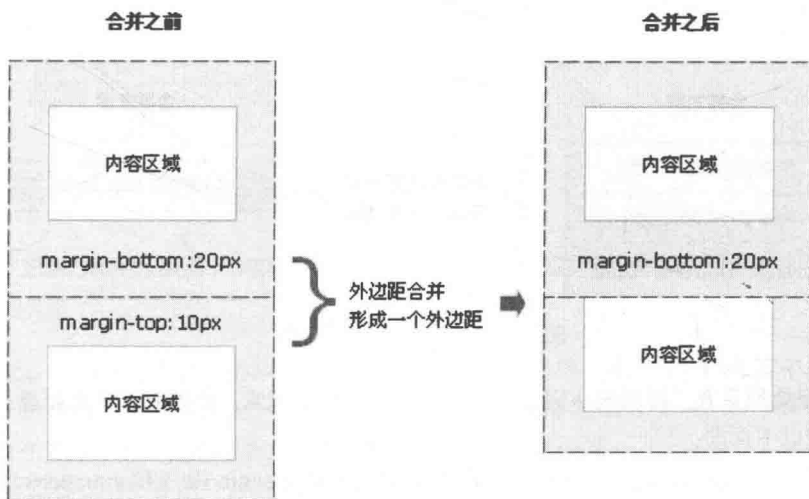 合并之前
合并之后
内容区域
内容区域
margin-bottom:20px
margin-bottom:20px
外边距合并
形成一个外边距
margin-top:10px
内容区域
内容区域